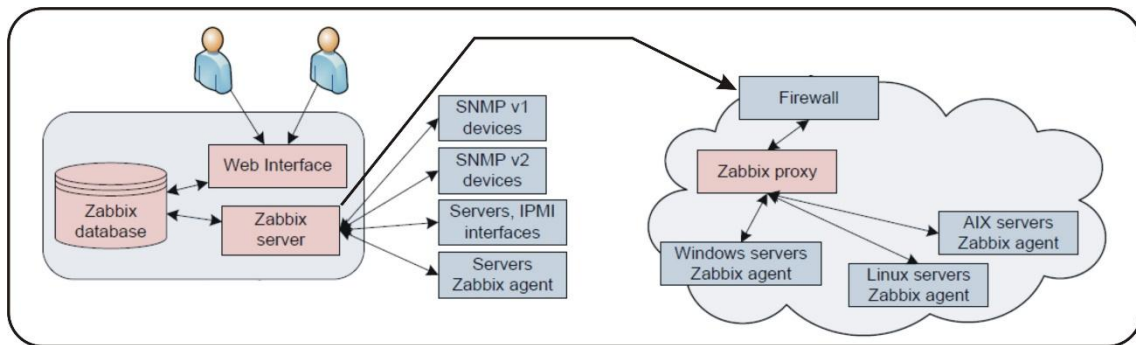 Web Interface
Zabbix
database
Zabbix
server
SNMP v1
devices
SNMP v2
devices
Servers, IPMI
interfaces
Servers
Zabbix agent
Firewall
Zabbix proxy
Windows servers
Zabbix agent
Linux servers
Zabbix agent
AIX servers
Zabbix agent